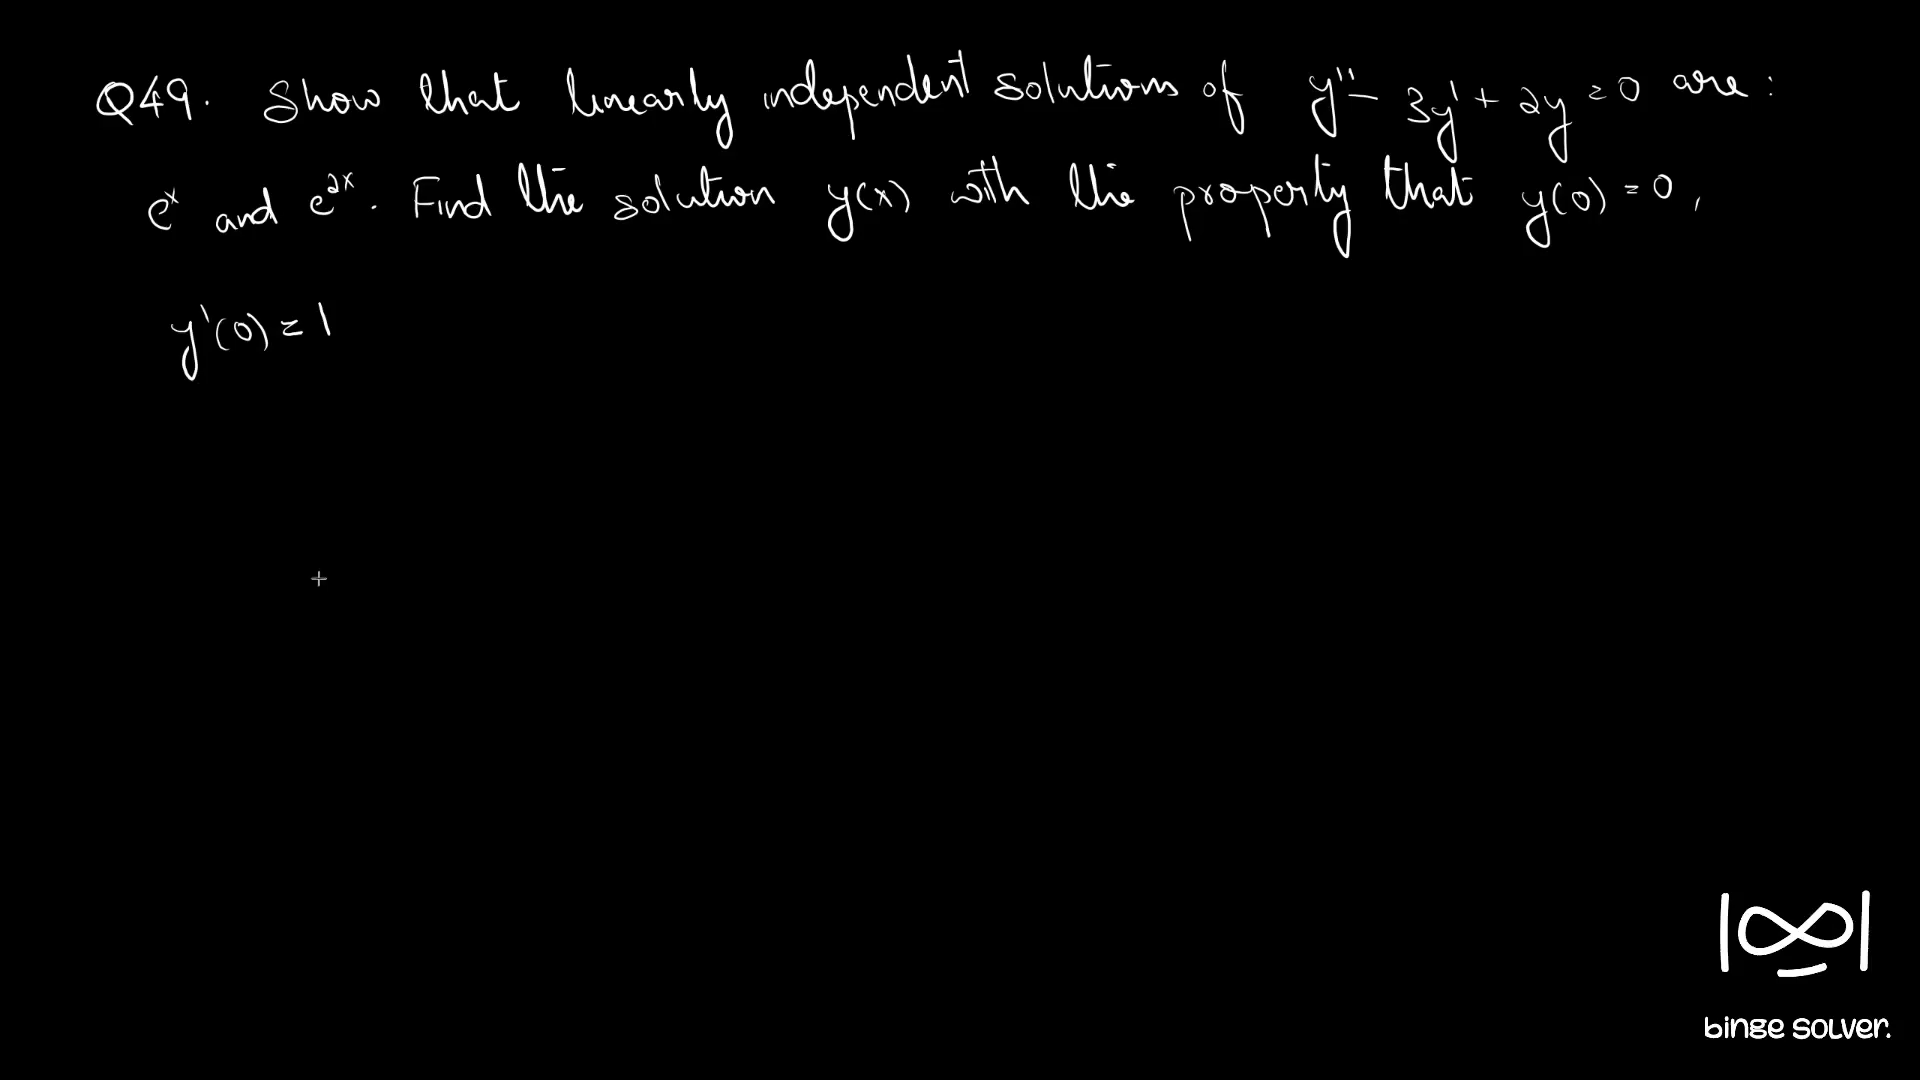 Q49. Show that linearly independent solutions of y'' - 3y' + 2y = 0 are :
e^x and e^2x. Find the solution y(x) with the property that y(0) = 0,
y'(0) = 1
binge solver.